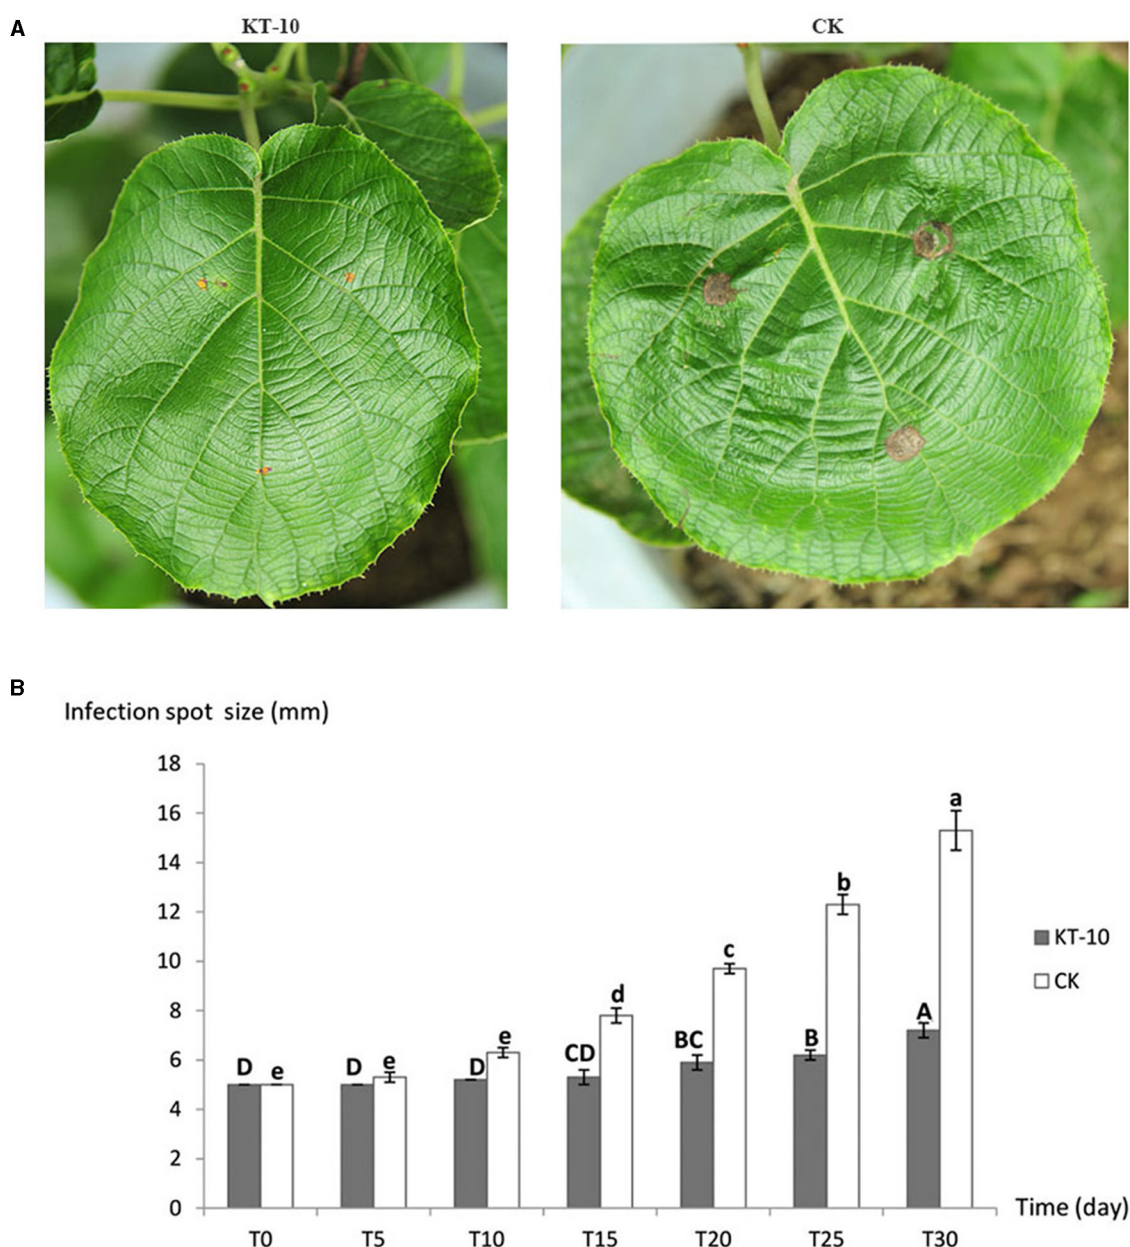 A
KT-10
CK
B
Infection spot size (mm)
18
16
14
12
10
8
6
4
2
0
D e D e D e CD d BC c B b A a
KT-10
CK
T0 T5 T10 T15 T20 T25 T30
Time (day)